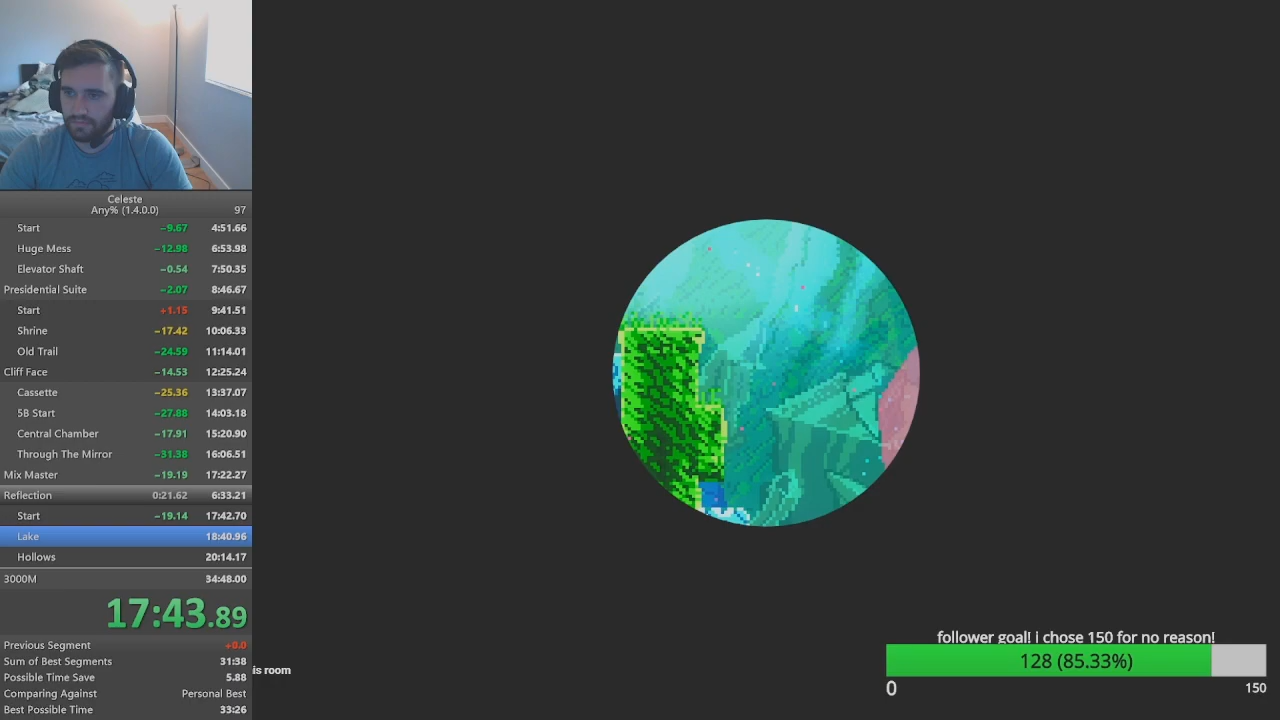 Celeste
Any% (1.4.0.0) 97
Start -9.67 4:51.66
Huge Mess -12.98 6:53.98
Elevator Shaft -0.54 7:50.35
Presidential Suite -2.07 8:46.67
Start +1.15 9:41.51
Shrine -17.42 10:06.33
Old Trail -24.59 11:14.01
Cliff Face -14.53 12:25.24
Cassette -25.36 13:37.07
5B Start -27.88 14:03.18
Central Chamber -17.91 15:20.90
Through The Mirror -31.38 16:06.51
Mix Master -19.19 17:22.27
Reflection 0:21.62 6:33.21
Start -19.14 17:42.70
Lake 18:40.96
Hollows 20:14.17
3000M 34:48.00
17:43.89
Previous Segment +0.0
Sum of Best Segments 31:38
Possible Time Save 5.88
Comparing Against Personal Best
Best Possible Time 33:26
is room
follower goal! i chose 150 for no reason!
128 (85.33%)
0 150